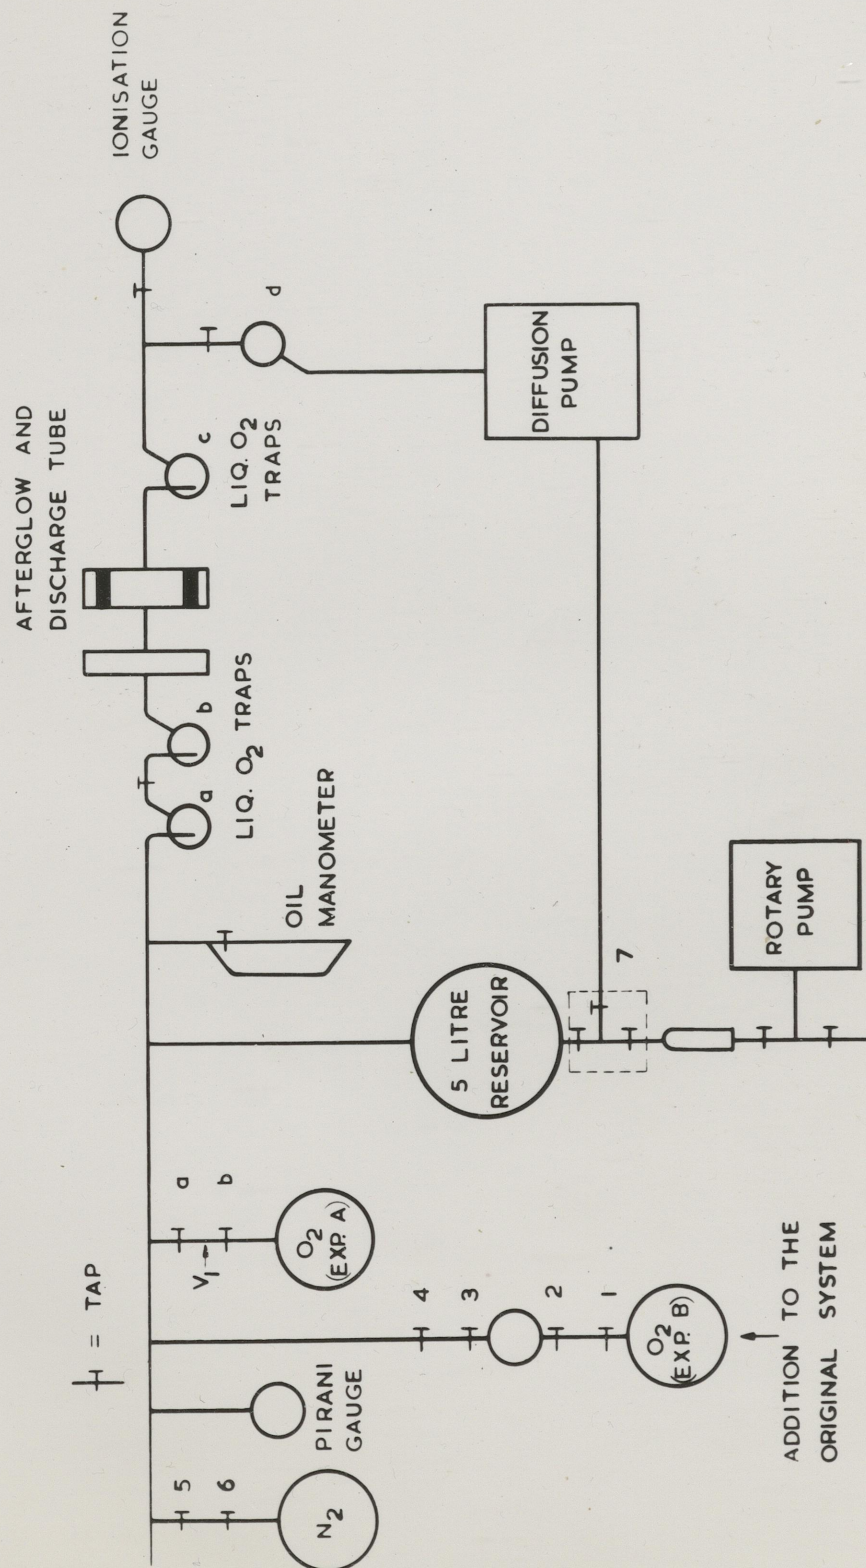 AFTERGLOW AND
DISCHARGE TUBE
IONISATION
GAUGE
LIQ. O2 TRAPS
a
b
LIQ. O2
TRAPS
c
d
OIL
MANOMETER
DIFFUSION
PUMP
5 LITRE
RESERVOIR
7
ROTARY
PUMP
= TAP
5
6
N2
PIRANI
GAUGE
4
3
2
1
O2
(EXP. B)
ADDITION TO THE
ORIGINAL SYSTEM
a
b
V1
O2
(EXP. A)